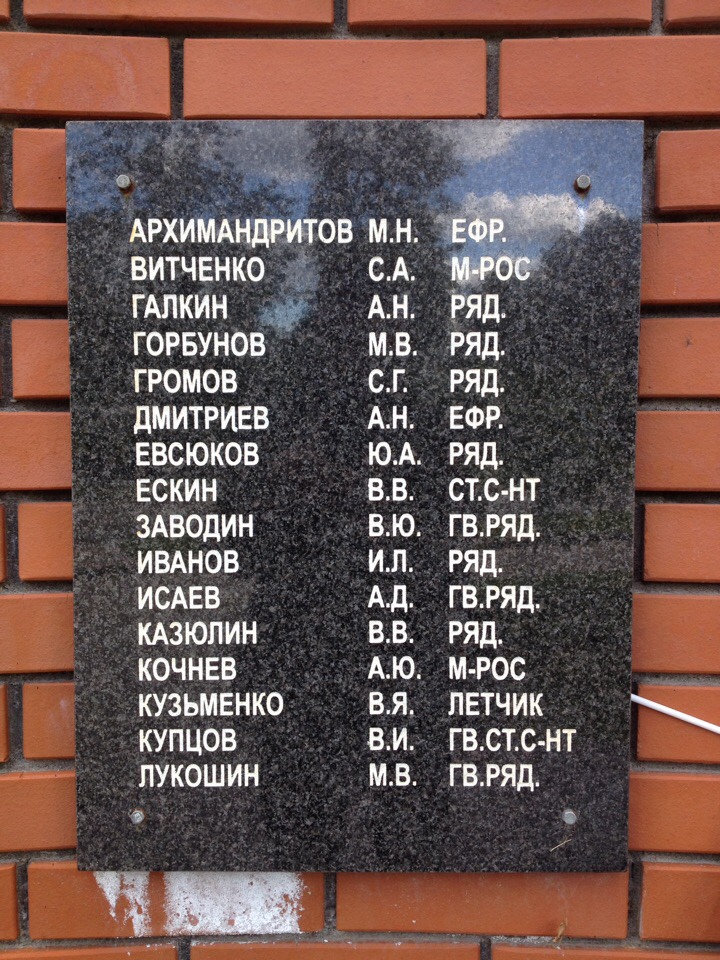 АРХИМАНДРИТОВ М.Н. ЕФР.
ВИТЧЕНКО С.А. М-РОС
ГАЛКИН А.Н. РЯД.
ГОРБУНОВ М.В. РЯД.
ГРОМОВ С.Г. РЯД.
ДМИТРИЕВ А.Н. ЕФР.
ЕВСЮКОВ Ю.А. РЯД.
ЕСКИН В.В. СТ.С-НТ
ЗАВОДИН В.Ю. ГВ.РЯД.
ИВАНОВ И.Л. РЯД.
ИСАЕВ А.Д. ГВ.РЯД.
КАЗЮЛИН В.В. РЯД.
КОЧНЕВ А.Ю. М-РОС
КУЗЬМЕНКО В.Я. ЛЕТЧИК
КУПЦОВ В.И. ГВ.СТ.С-НТ
ЛУКОШИН М.В. ГВ.РЯД.